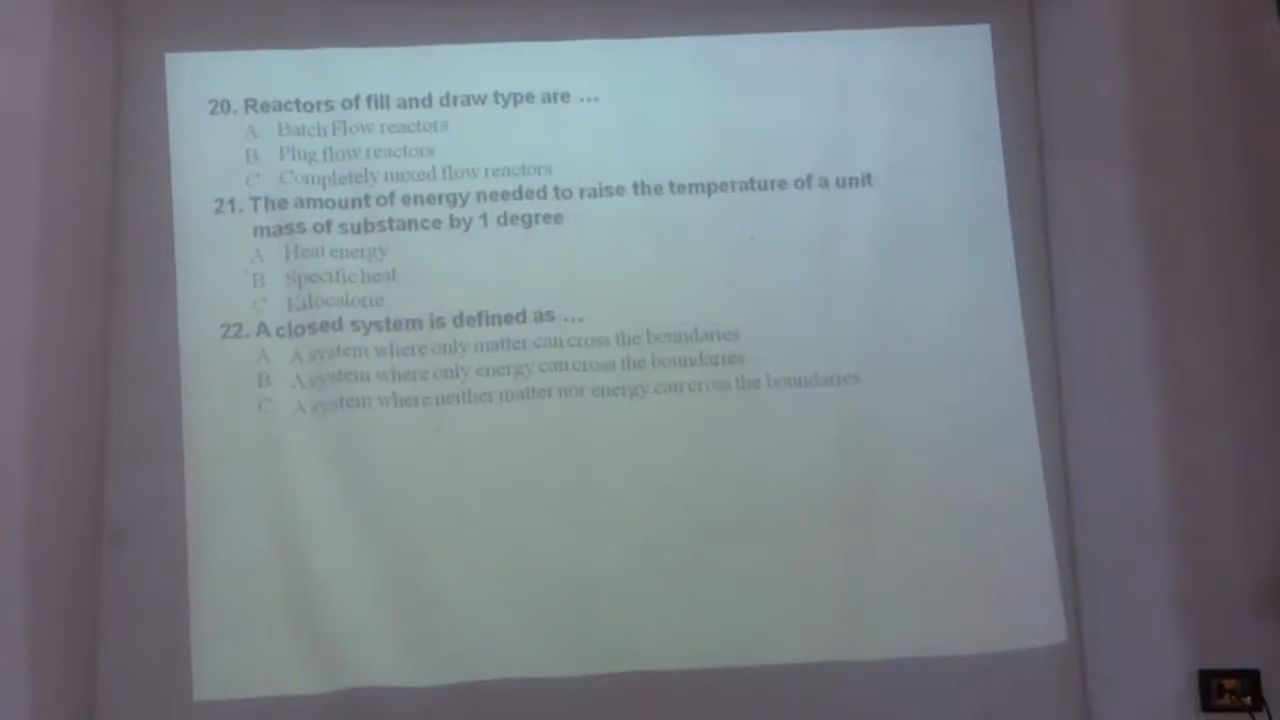 20. Reactors of fill and draw type are ...
A Batch Flow reactors
B Plug flow reactors
C Completely mixed flow reactors
21. The amount of energy needed to raise the temperature of a unit
mass of substance by 1 degree
A Heat energy
B Specific heat
C Kilocalorie
22. A closed system is defined as ...
A A system where only matter can cross the boundaries
B A system where only energy can cross the boundaries
C A system where neither matter nor energy can cross the boundaries